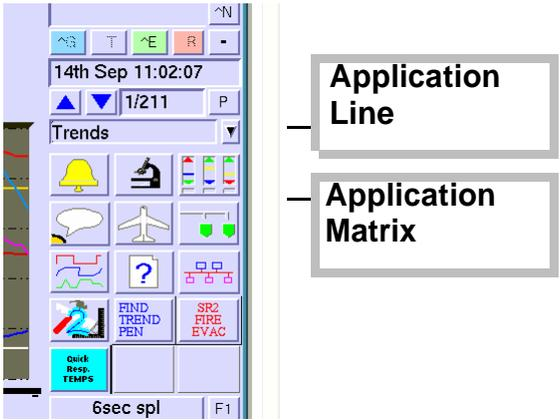 ^N
^G T ^E R -
14th Sep 11:02:07
1/211 P
Trends
?
2 FIND TREND PEN SR2 FIRE EVAC
Quick Resp. TEMPS
6sec spl F1
Application
Line
Application
Matrix